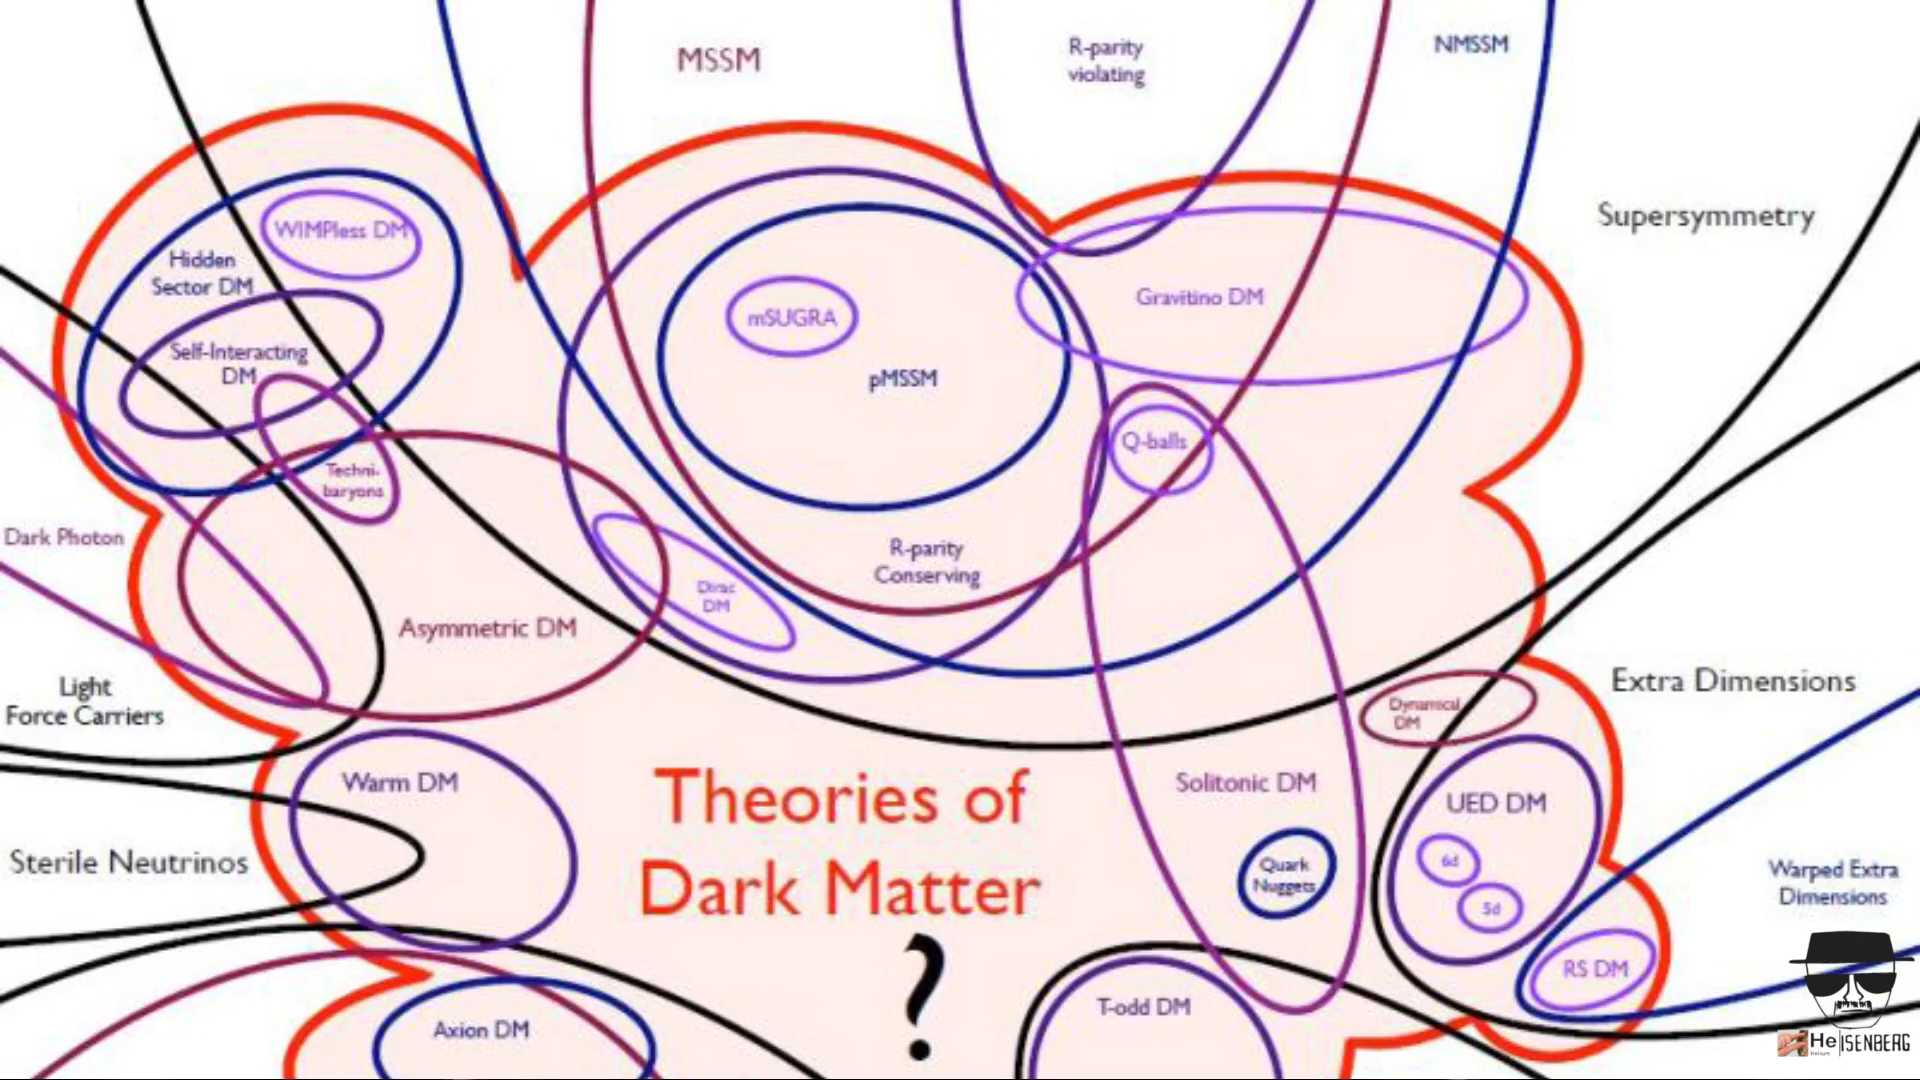 MSSM
R-parity
violating
NMSSM
Supersymmetry
WIMPless DM
Hidden
Sector DM
mSUGRA
Gravitino DM
Self-Interacting
DM
pMSSM
Q-balls
Techni-
baryons
Dark Photon
R-parity
Conserving
Dirac
DM
Asymmetric DM
Light
Force Carriers
Extra Dimensions
Dynamical
DM
Warm DM
Theories of
Dark Matter
?
Solitonic DM
UED DM
6d
5d
Quark
Nuggets
Sterile Neutrinos
Warped Extra
Dimensions
RS DM
T-odd DM
Axion DM
He ISENBERG
Helium